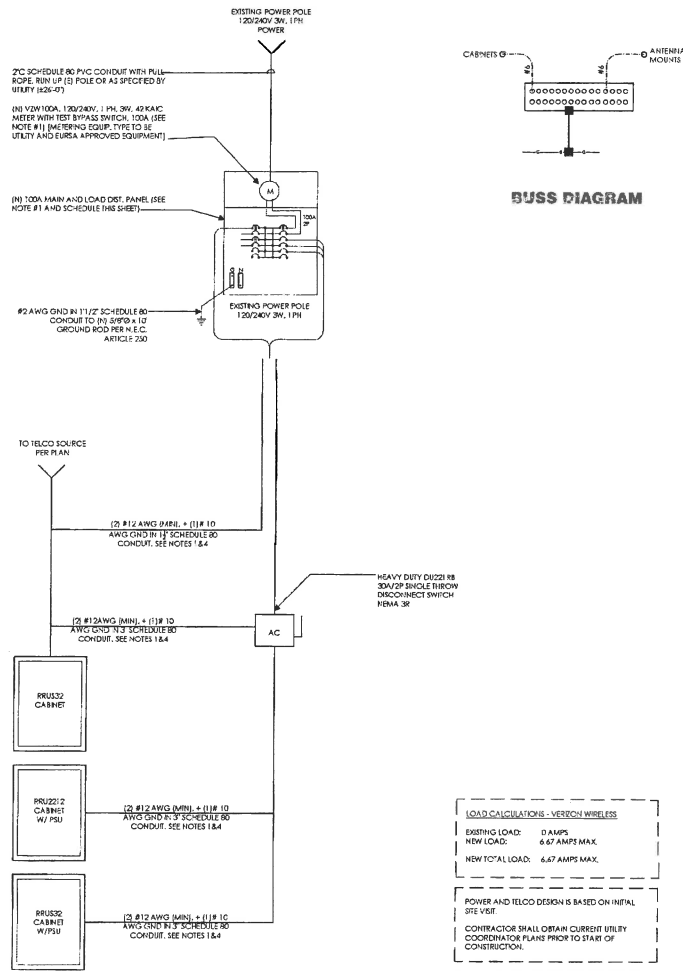 EXISTING POWER POLE
120/240V 3W, 1PH
POWER
2"C SCHEDULE 80 PVC CONDUIT WITH PULL
ROPE, RUN UP (E) POLE OR AS SPECIFIED BY
UTILITY (±26'-0")
(N) VZW 100A, 120/240V, 1 PH, 3W, 42 KAIC
METER WITH TEST BYPASS SWITCH, 100A (SEE
NOTE #1) [METERING EQUIP. TYPE TO BE
UTILITY AND EURSA APPROVED EQUIPMENT]
M
(N) 100A MAIN AND LOAD DIST. PANEL (SEE
NOTE #1 AND SCHEDULE THIS SHEET)
100A
2P
G N
EXISTING POWER POLE
120/240V 3W, 1PH
#2 AWG GND IN 1'1/2" SCHEDULE 80
CONDUIT TO (N) 5/8"Ø x 10'
GROUND ROD PER N.E.C.
ARTICLE 250
CABINETS
#6
#6
ANTENNA
MOUNTS
G
G
BUSS DIAGRAM
TO TELCO SOURCE
PER PLAN
(2) #12 AWG (MIN). + (1)# 10
AWG GND IN 1½" SCHEDULE 80
CONDUIT. SEE NOTES 1&4
HEAVY DUTY DU221 RB
30A/2P SINGLE THROW
DISCONNECT SWITCH
NEMA 3R
(2) #12AWG (MIN). + (1)# 10
AWG GND IN 3" SCHEDULE 80
CONDUIT. SEE NOTES 1&4
AC
RRUS32
CABINET
RRU2212
CABINET
W/ PSU
(2) #12 AWG (MIN). + (1)# 10
AWG GND IN 3" SCHEDULE 80
CONDUIT. SEE NOTES 1&4
RRUS32
CABINET
W/PSU
(2) #12 AWG (MIN). + (1)# 10
AWG GND IN 3" SCHEDULE 80
CONDUIT. SEE NOTES 1&4
LOAD CALCULATIONS - VERIZON WIRELESS
EXISTING LOAD: 0 AMPS
NEW LOAD: 6.67 AMPS MAX.
NEW TOTAL LOAD: 6.67 AMPS MAX.
POWER AND TELCO DESIGN IS BASED ON INITIAL
SITE VISIT.
CONTRACTOR SHALL OBTAIN CURRENT UTILITY
COORDINATOR PLANS PRIOR TO START OF
CONSTRUCTION.